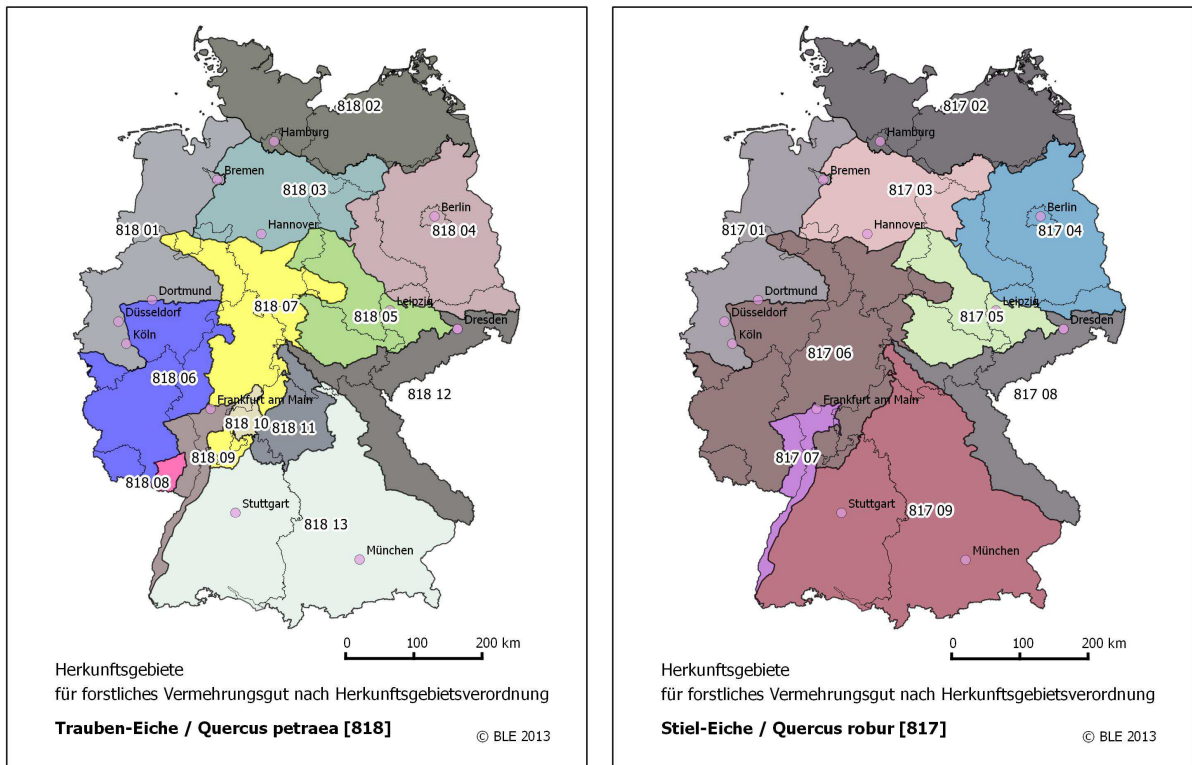 818 02
Hamburg
Bremen
818 03
Berlin
818 01
Hannover
818 04
Dortmund
818 07
Leipzig
Düsseldorf
818 05
Dresden
Köln
818 06
818 12
Frankfurt am Main
818 10
818 11
818 09
818 08
Stuttgart
818 13
München
0 100 200 km
Herkunftsgebiete
für forstliches Vermehrungsgut nach Herkunftsgebietsverordnung
Trauben-Eiche / Quercus petraea [818]
© BLE 2013
817 02
Hamburg
Bremen
817 03
Berlin
817 01
Hannover
817 04
Dortmund
Leipzig
Düsseldorf
817 05
Dresden
Köln
817 06
817 08
Frankfurt am Main
817 07
Stuttgart
817 09
München
0 100 200 km
Herkunftsgebiete
für forstliches Vermehrungsgut nach Herkunftsgebietsverordnung
Stiel-Eiche / Quercus robur [817]
© BLE 2013